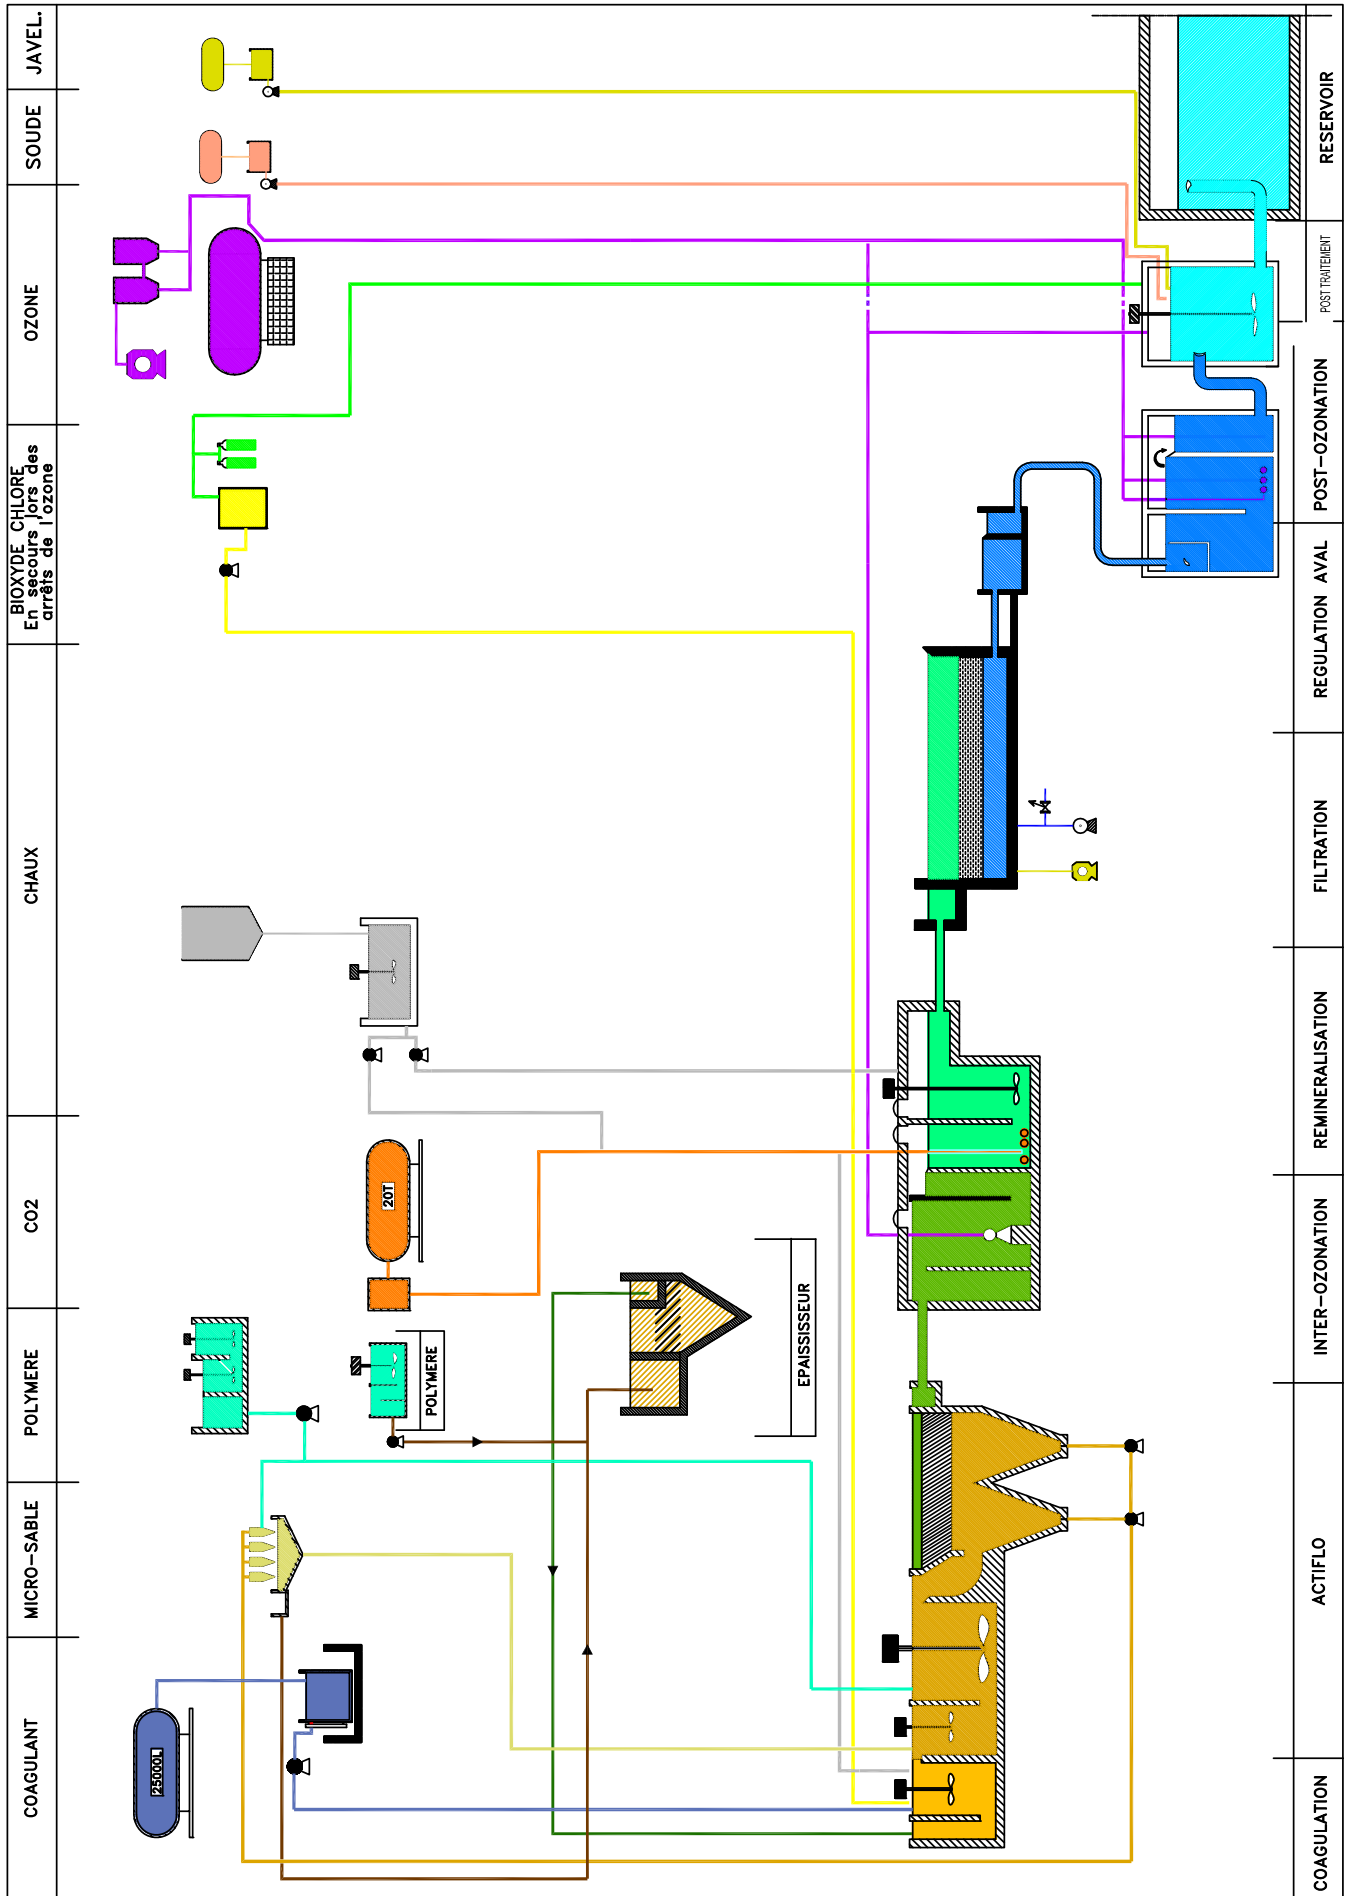 COAGULANT
MICRO-SABLE
POLYMERE
CO2
CHAUX
BIOXYDE CHLORE
En secours lors des
arrêts de l'ozone
OZONE
SOUDE
JAVEL.
25000L
20T
POLYMERE
EPAISSISSEUR
COAGULATION
ACTIFLO
INTER-OZONATION
REMINERALISATION
FILTRATION
REGULATION AVAL
POST-OZONATION
POST TRAITEMENT
RESERVOIR